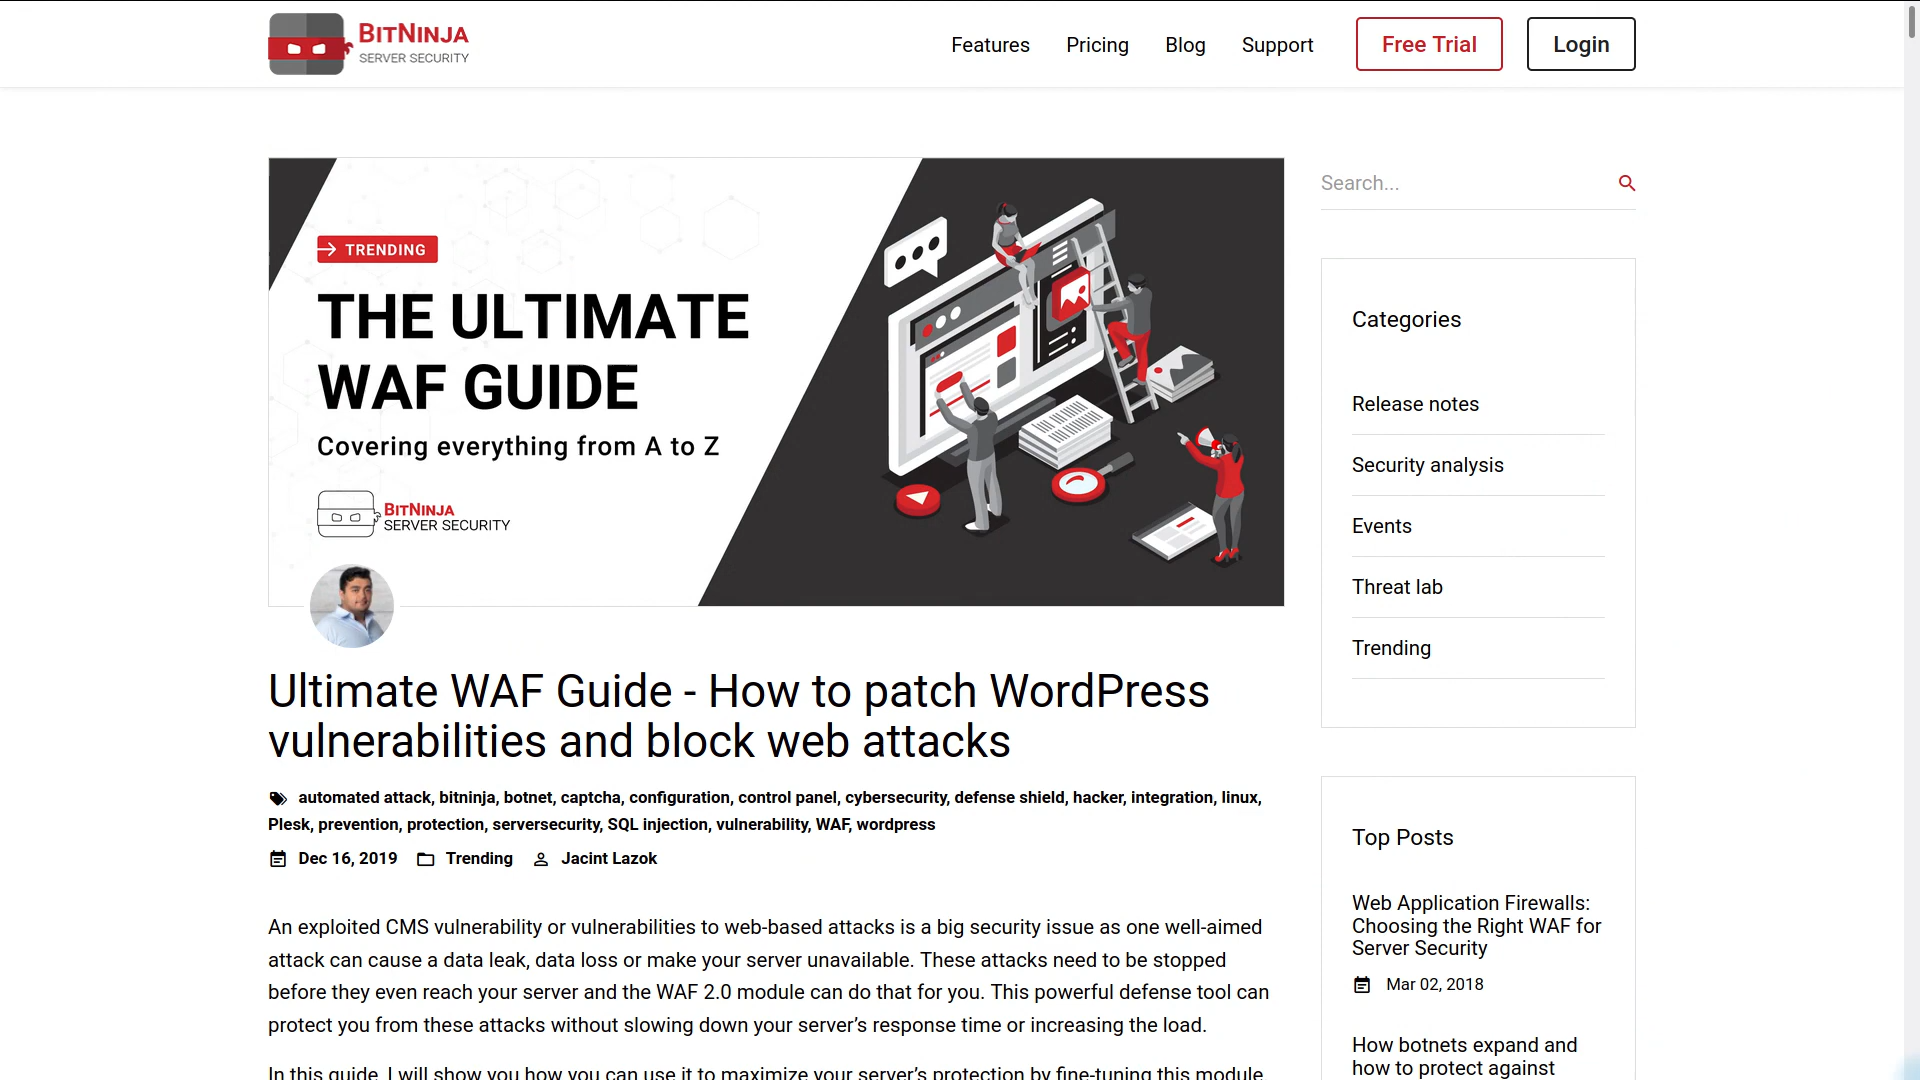 BITNINJA
SERVER SECURITY
Features
Pricing
Blog
Support
Free Trial
Login
TRENDING
THE ULTIMATE
WAF GUIDE
Covering everything from A to Z
BITNINJA
SERVER SECURITY
Ultimate WAF Guide - How to patch WordPress
vulnerabilities and block web attacks
automated attack, bitninja, botnet, captcha, configuration, control panel, cybersecurity, defense shield, hacker, integration, linux,
Plesk, prevention, protection, serversecurity, SQL injection, vulnerability, WAF, wordpress
Dec 16, 2019 Trending Jacint Lazok
An exploited CMS vulnerability or vulnerabilities to web-based attacks is a big security issue as one well-aimed
attack can cause a data leak, data loss or make your server unavailable. These attacks need to be stopped
before they even reach your server and the WAF 2.0 module can do that for you. This powerful defense tool can
protect you from these attacks without slowing down your server’s response time or increasing the load.
In this guide, I will show you how you can use it to maximize your server’s protection by fine-tuning this module.
Search...
Categories
Release notes
Security analysis
Events
Threat lab
Trending
Top Posts
Web Application Firewalls:
Choosing the Right WAF for
Server Security
Mar 02, 2018
How botnets expand and
how to protect against